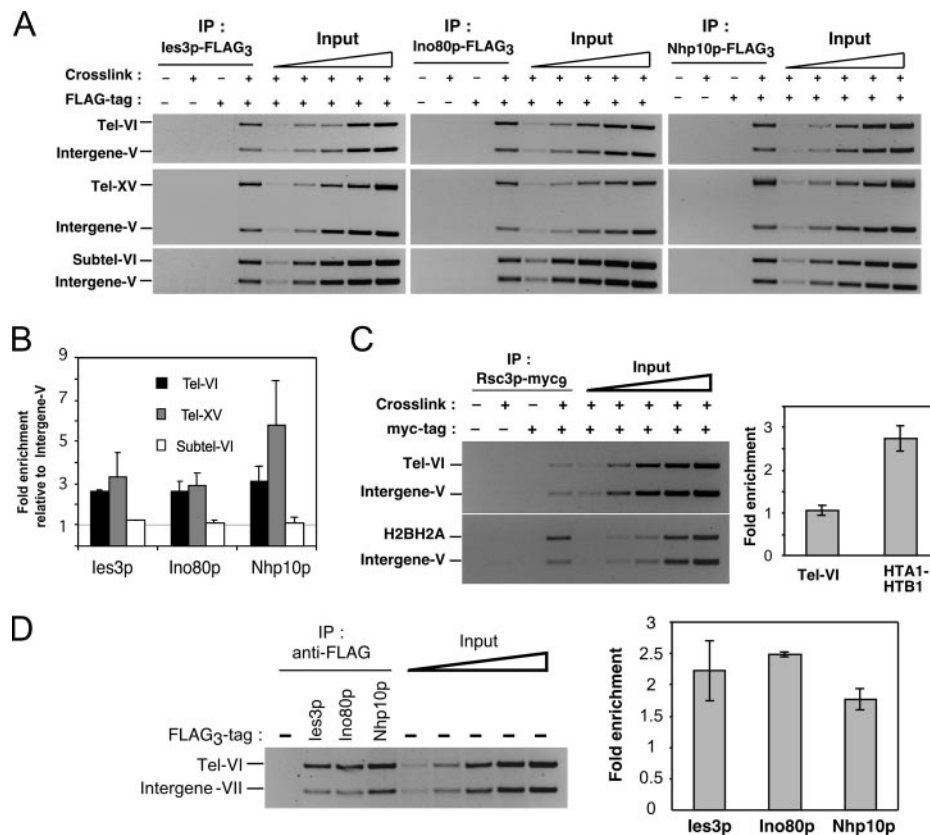 A
IP :
Ies3p-FLAG3
Input
IP :
Ino80p-FLAG3
Input
IP :
Nhp10p-FLAG3
Input
Crosslink : – + – + + + + + + – + – + + + + + + – + – + + + + + +
FLAG-tag : – – + + + + + + + – – + + + + + + + – – + + + + + + +
Tel-VI
Intergene-V
Tel-XV
Intergene-V
Subtel-VI
Intergene-V
B
Fold enrichment
relative to Intergene-V
9
7
5
3
1
Tel-VI
Tel-XV
Subtel-VI
Ies3p Ino80p Nhp10p
C
IP :
Rsc3p-myc9
Input
Crosslink : – + – + + + + + +
myc-tag : – – + + + + + + +
Tel-VI
Intergene-V
H2BH2A
Intergene-V
Fold enrichment
3
2
1
0
Tel-VI
HTA1-
HTB1
D
IP :
anti-FLAG
Input
Ies3p
Ino80p
Nhp10p
FLAG3-tag : – – – – – –
Tel-VI
Intergene-VII
Fold enrichment
3
2.5
2
1.5
1
0.5
0
Ies3p Ino80p Nhp10p